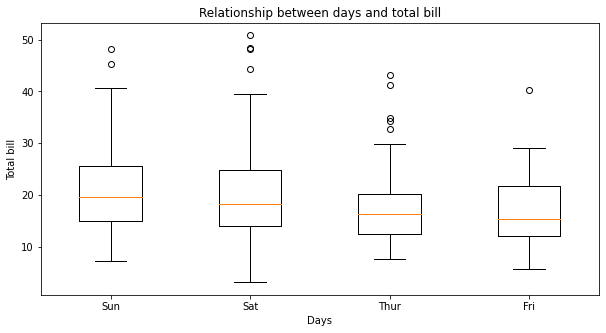 Relationship between days and total bill
50
40
30
20
10
Total bill
Sun Sat Thur Fri
Days